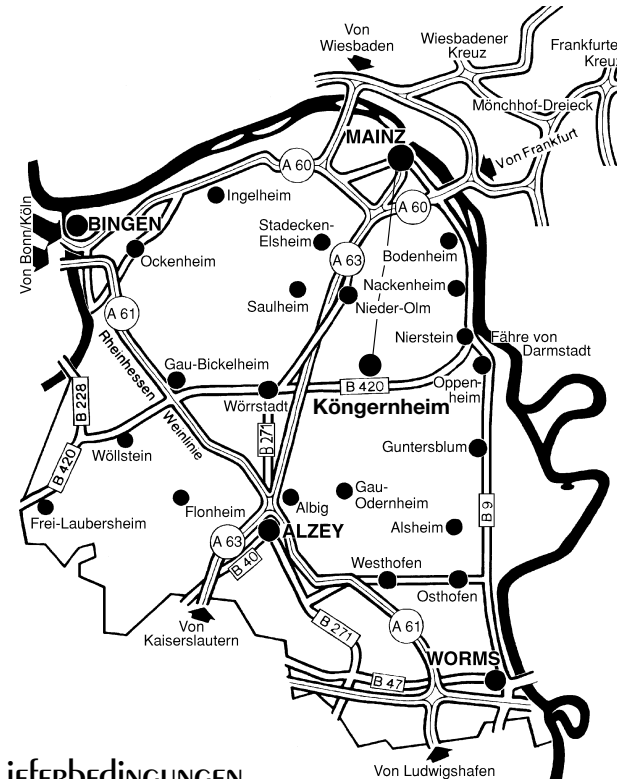 Von
Wiesbaden
Wiesbadener
Kreuz
Frankfurte
Kreuz
Mönchhof-Dreieck
MAINZ
Von Frankfurt
A 60
Ingelheim
A 60
BINGEN
Stadecken-
Elsheim
Bodenheim
Von Bonn/Köln
Ockenheim
A 63
Nackenheim
Saulheim
Nieder-Olm
A 61
Nierstein
Fähre von
Darmstadt
Rheinhessen
Gau-Bickelheim
Oppen-
heim
B 228
Wörrstadt
B 420
Köngernheim
Weinlinie
B 271
Wöllstein
Guntersblum
B 420
Gau-
Odernheim
Frei-Laubersheim
Flonheim
Albig
B 9
Alsheim
A 63
ALZEY
B 40
Westhofen
Osthofen
Von
Kaiserslautern
B 271
A 61
WORMS
B 47
Von Ludwigshafen
ieferbedingungen